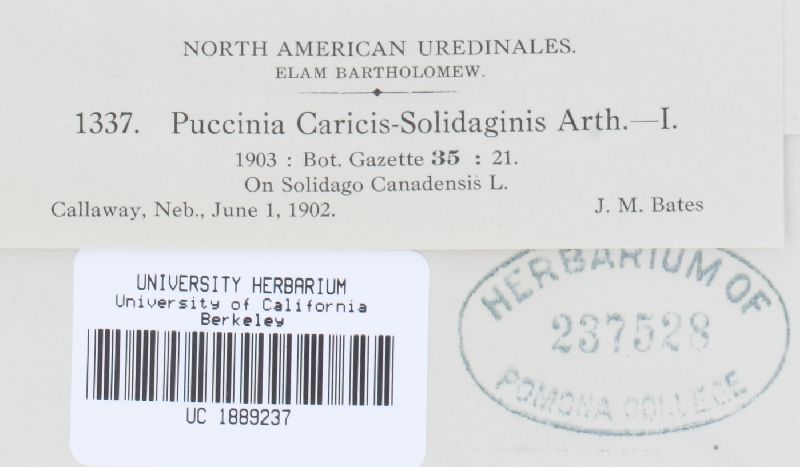 NORTH AMERICAN UREDINALES.
ELAM BARTHOLOMEW.
1337. Puccinia Caricis-Solidaginis Arth.—I.
1903 : Bot. Gazette 35 : 21.
On Solidago Canadensis L.
Callaway, Neb., June 1, 1902. J. M. Bates
UNIVERSITY HERBARIUM
University of California
Berkeley
UC 1889237
HERBARIUM OF
237528
POMONA COLLEGE